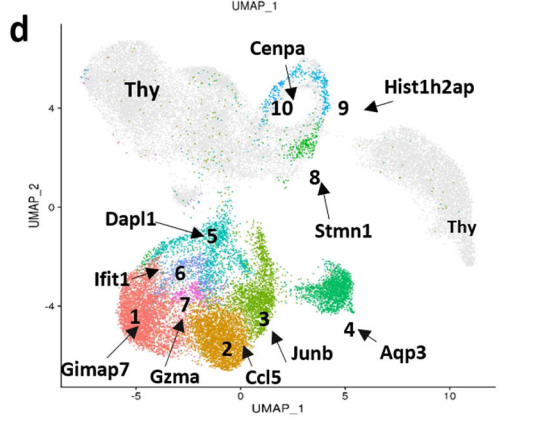 UMAP_1
d
Cenpa
Thy
10 9 Hist1h2ap
4
8
Stmn1
UMAP_2
0
Thy
Dapl1 5
Ifit1 6
7
-4
1 2 3 4
Junb Aqp3
Gimap7 Gzma Ccl5
-5 0 5 10
UMAP_1